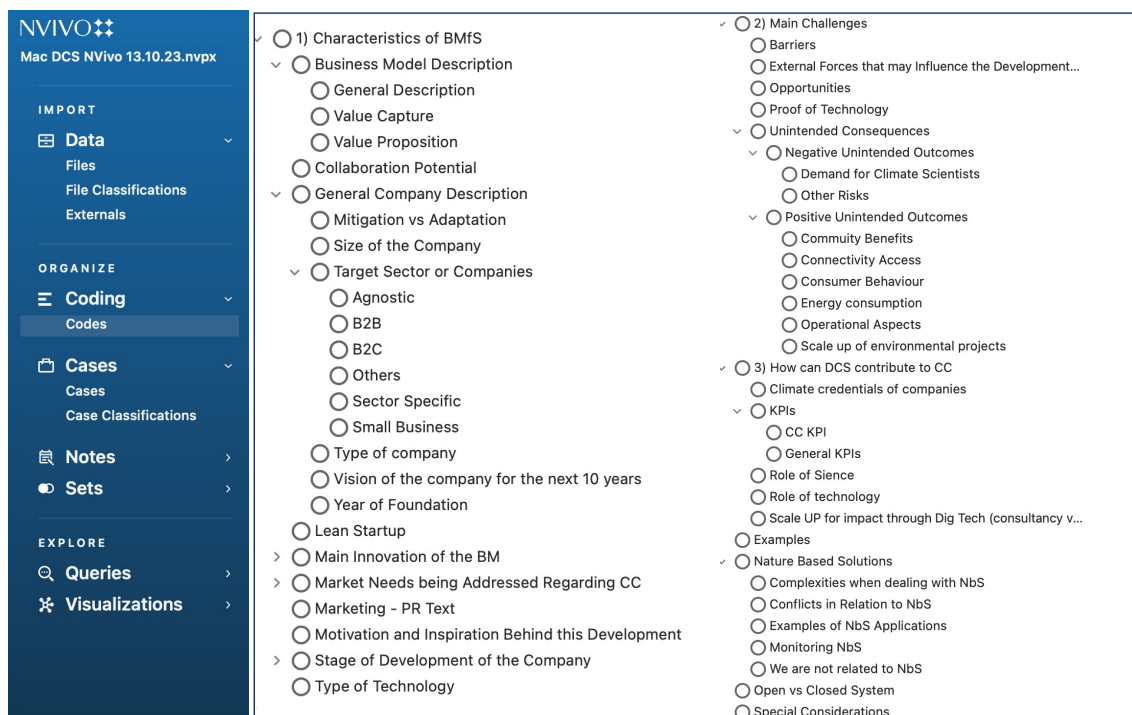 NVIVO
Mac DCS NVivo 13.10.23.nvpx
IMPORT
Data
Files
File Classifications
Externals
ORGANIZE
Coding
Codes
Cases
Cases
Case Classifications
Notes
Sets
EXPLORE
Queries
Visualizations
1) Characteristics of BMfS
Business Model Description
General Description
Value Capture
Value Proposition
Collaboration Potential
General Company Description
Mitigation vs Adaptation
Size of the Company
Target Sector or Companies
Agnostic
B2B
B2C
Others
Sector Specific
Small Business
Type of company
Vision of the company for the next 10 years
Year of Foundation
Lean Startup
Main Innovation of the BM
Market Needs being Addressed Regarding CC
Marketing - PR Text
Motivation and Inspiration Behind this Development
Stage of Development of the Company
Type of Technology
2) Main Challenges
Barriers
External Forces that may Influence the Development...
Opportunities
Proof of Technology
Unintended Consequences
Negative Unintended Outcomes
Demand for Climate Scientists
Other Risks
Positive Unintended Outcomes
Commuity Benefits
Connectivity Access
Consumer Behaviour
Energy consumption
Operational Aspects
Scale up of environmental projects
3) How can DCS contribute to CC
Climate credentials of companies
KPIs
CC KPI
General KPIs
Role of Sience
Role of technology
Scale UP for impact through Dig Tech (consultancy v...
Examples
Nature Based Solutions
Complexities when dealing with NbS
Conflicts in Relation to NbS
Examples of NbS Applications
Monitoring NbS
We are not related to NbS
Open vs Closed System
Special Considerations